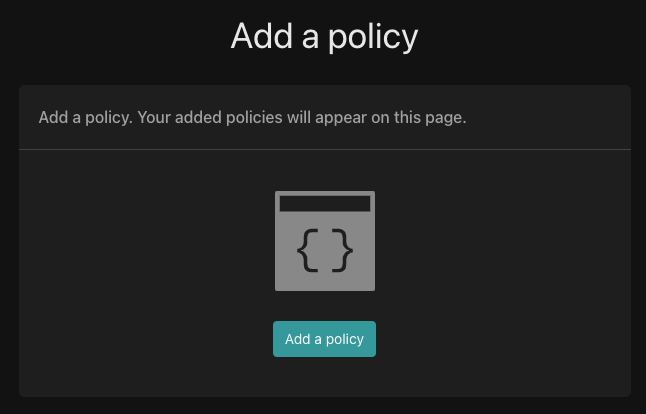 Add a policy
Add a policy. Your added policies will appear on this page.
{ }
Add a policy